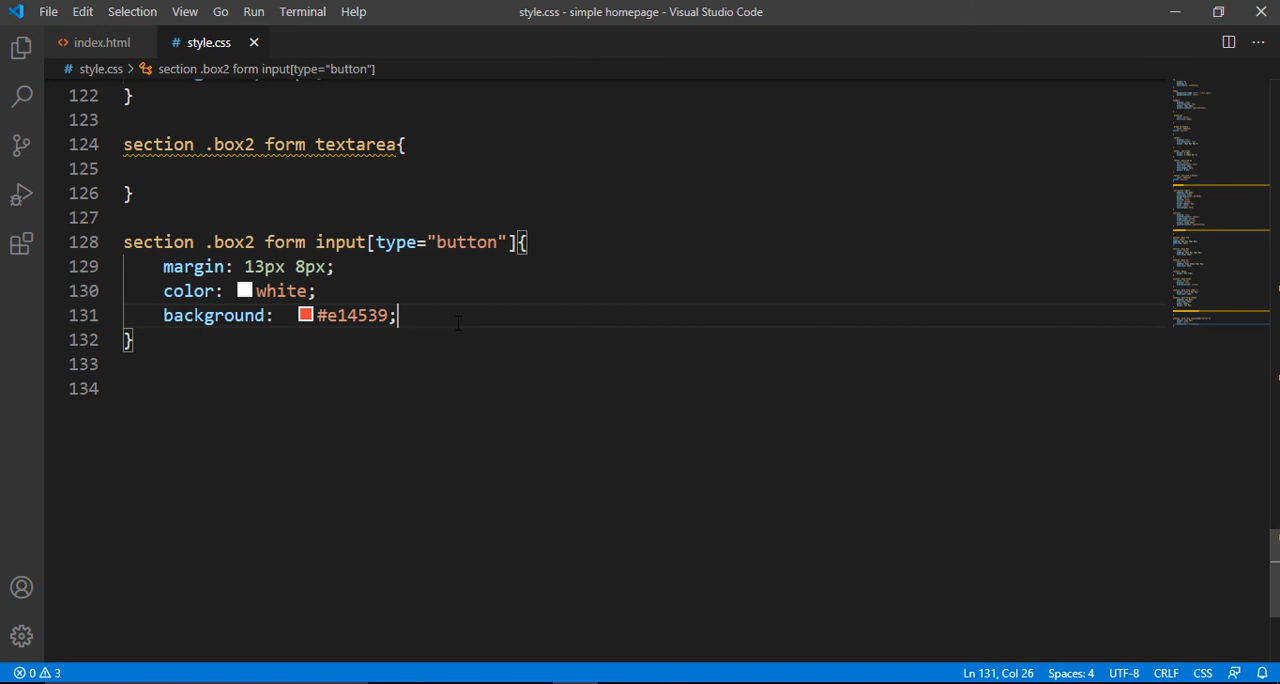 File Edit Selection View Go Run Terminal Help style.css - simple homepage - Visual Studio Code
<> index.html # style.css ×
# style.css > section .box2 form input[type="button"]
122 }
123
124 section .box2 form textarea{
125
126 }
127
128 section .box2 form input[type="button"]{
129 margin: 13px 8px;
130 color: white;
131 background: #e14539;
132 }
133
134
0 3 Ln 131, Col 26 Spaces: 4 UTF-8 CRLF CSS